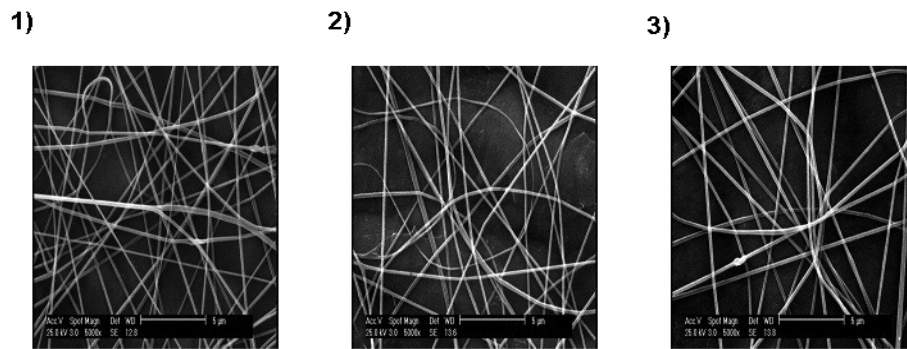 1)
2)
3)
Acc.V Spot Magn Det WD 5 µm
25.0 kV 3.0 5000x SE 12.8
Acc.V Spot Magn Det WD 5 µm
25.0 kV 3.0 5000x SE 13.6
Acc.V Spot Magn Det WD 5 µm
25.0 kV 3.0 5000x SE 13.8